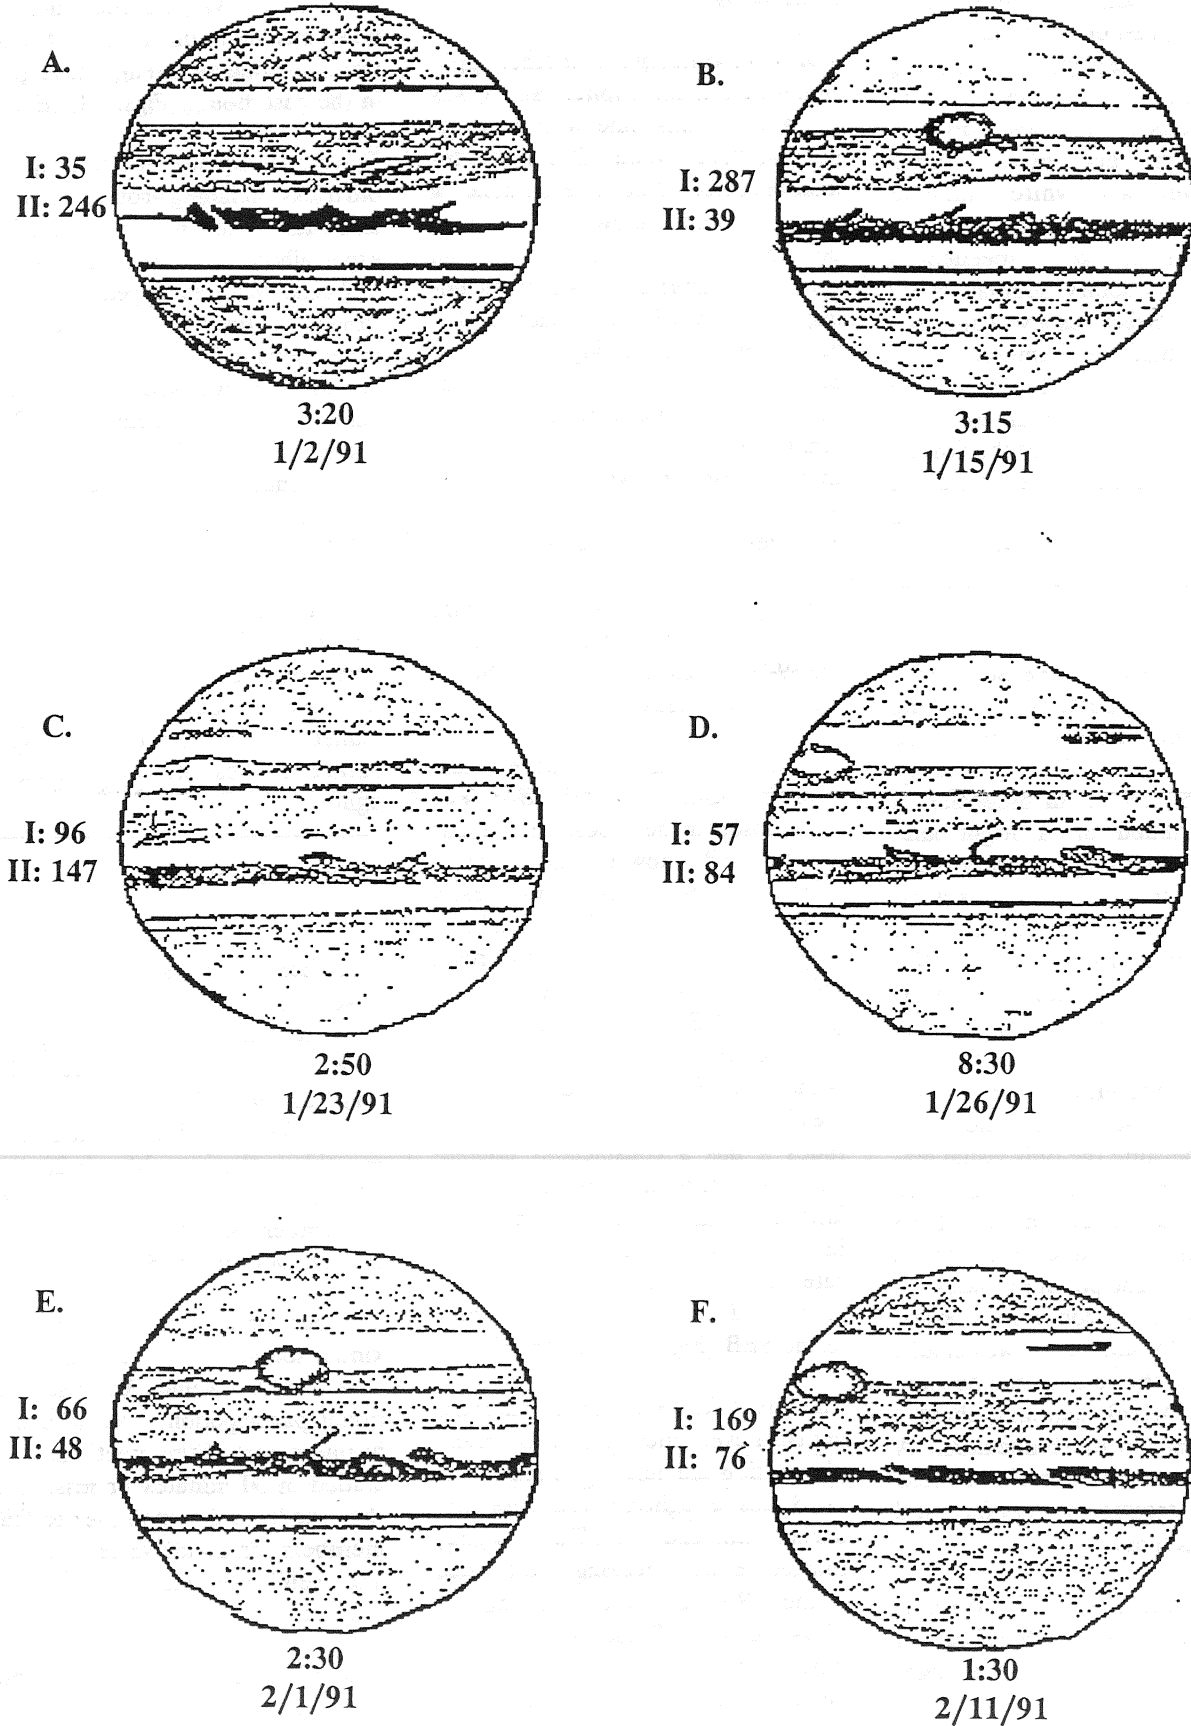 A.
I: 35
II: 246
3:20
1/2/91
B.
I: 287
II: 39
3:15
1/15/91
C.
I: 96
II: 147
2:50
1/23/91
D.
I: 57
II: 84
8:30
1/26/91
E.
I: 66
II: 48
2:30
2/1/91
F.
I: 169
II: 76
1:30
2/11/91